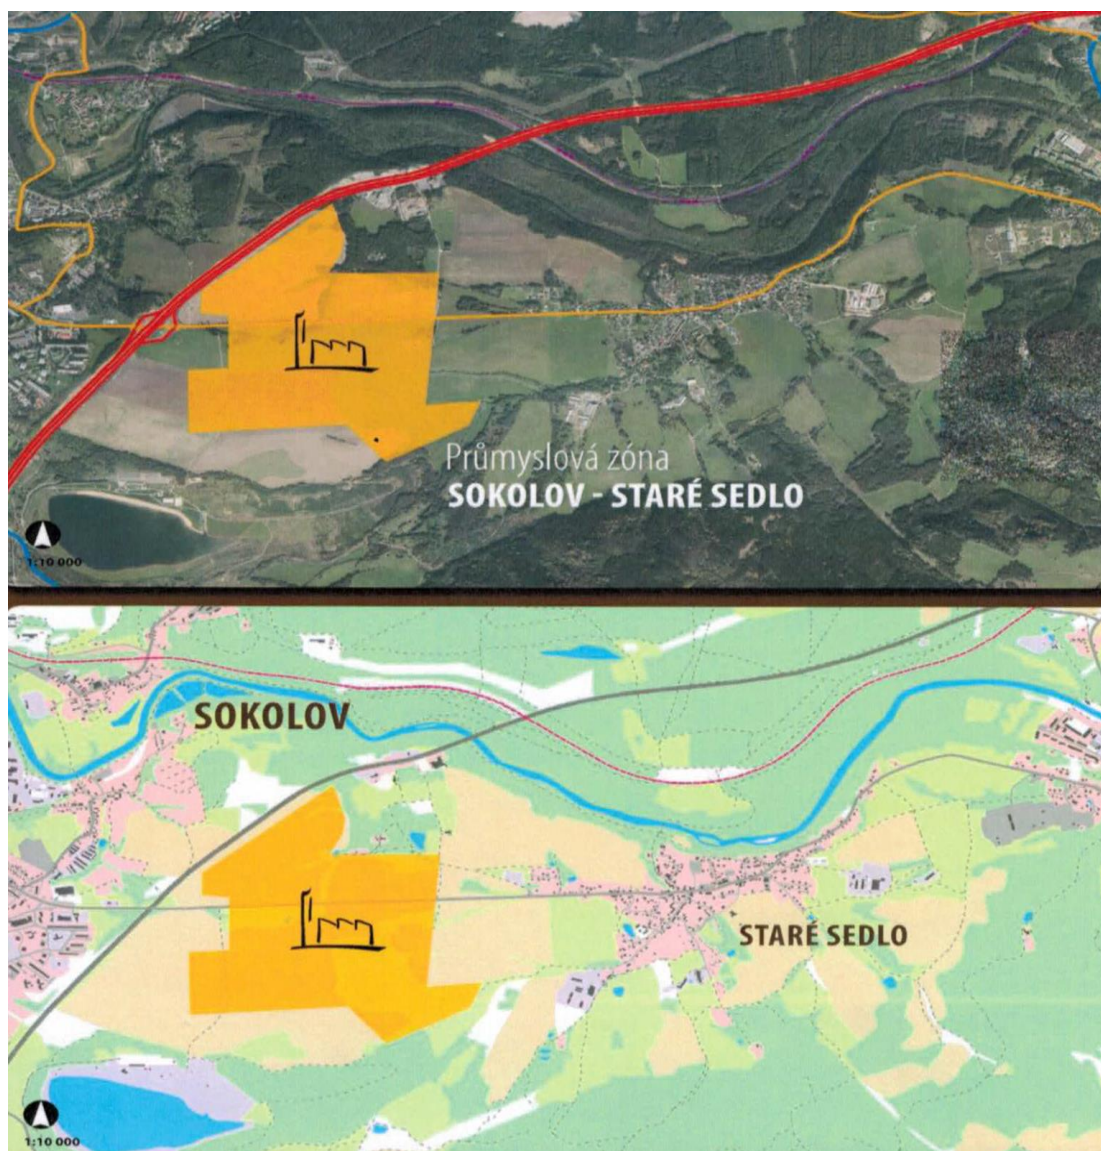 Průmyslová zóna
SOKOLOV - STARÉ SEDLO
1:10 000
SOKOLOV
STARÉ SEDLO
1:10 000